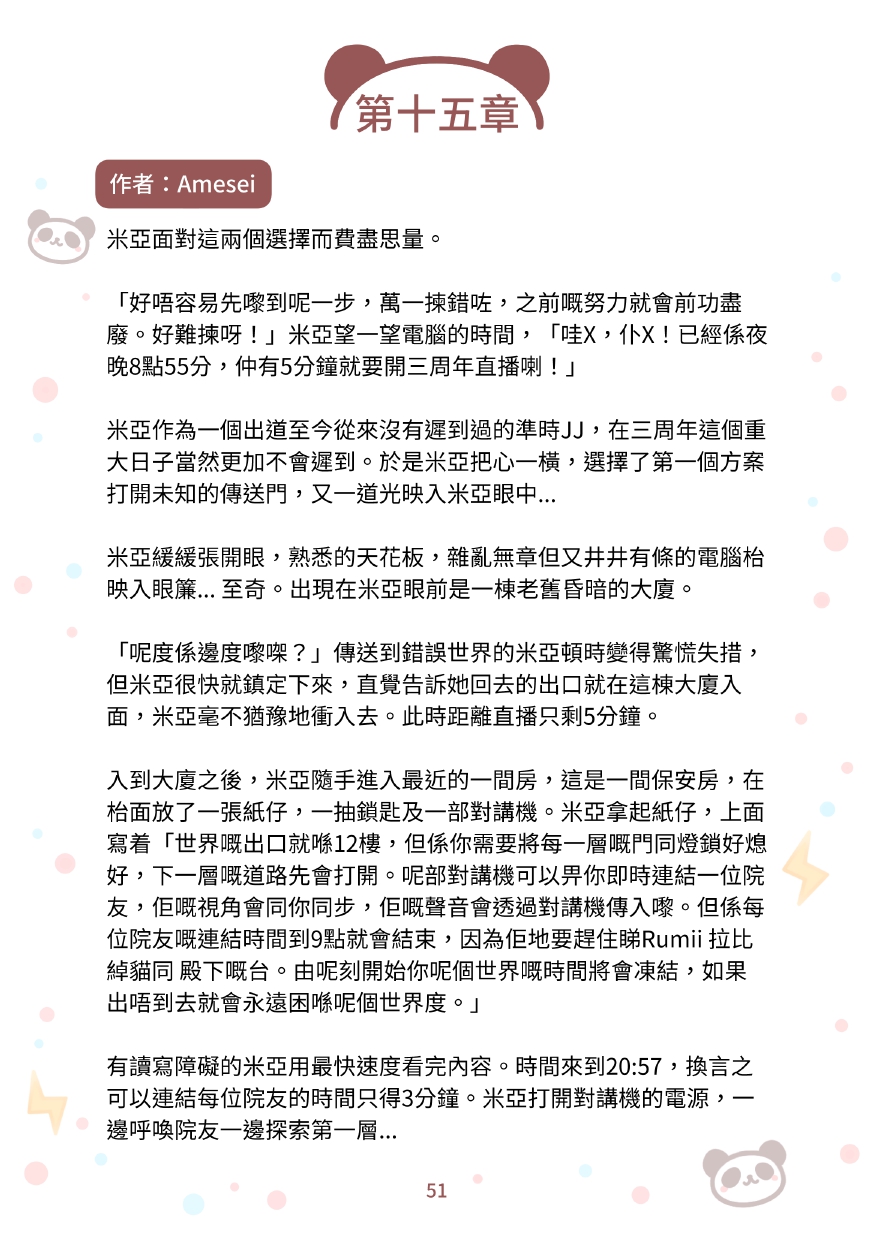 第十五章
作者：Amesei
米亞面對這兩個選擇而費盡思量。
「好唔容易先嚟到呢一步，萬一揀錯咗，之前嘅努力就會前功盡
廢。好難揀呀！」米亞望一望電腦的時間，「哇X，仆X！已經係夜
晚8點55分，仲有5分鐘就要開三周年直播喇！」
米亞作為一個出道至今從來沒有遲到過的準時JJ，在三周年這個重
大日子當然更加不會遲到。於是米亞把心一橫，選擇了第一個方案
打開未知的傳送門，又一道光映入米亞眼中...
米亞緩緩張開眼，熟悉的天花板，雜亂無章但又井井有條的電腦枱
映入眼簾... 至奇。出現在米亞眼前是一棟老舊昏暗的大廈。
「呢度係邊度嚟㗎？」傳送到錯誤世界的米亞頓時變得驚慌失措，
但米亞很快就鎮定下來，直覺告訴她回去的出口就在這棟大廈入
面，米亞毫不猶豫地衝入去。此時距離直播只剩5分鐘。
入到大廈之後，米亞隨手進入最近的一間房，這是一間保安房，在
枱面放了一張紙仔，一抽鎖匙及一部對講機。米亞拿起紙仔，上面
寫着「世界嘅出口就喺12樓，但係你需要將每一層嘅門同燈鎖好熄
好，下一層嘅道路先會打開。呢部對講機可以畀你即時連結一位院
友，佢嘅視角會同你同步，佢嘅聲音會透過對講機傳入嚟。但係每
位院友嘅連結時間到9點就會結束，因為佢地要趕住睇Rumii 拉比
綽貓同 殿下嘅台。由呢刻開始你呢個世界嘅時間將會凍結，如果
出唔到去就會永遠困喺呢個世界度。」
有讀寫障礙的米亞用最快速度看完內容。時間來到20:57，換言之
可以連結每位院友的時間只得3分鐘。米亞打開對講機的電源，一
邊呼喚院友一邊探索第一層...
51